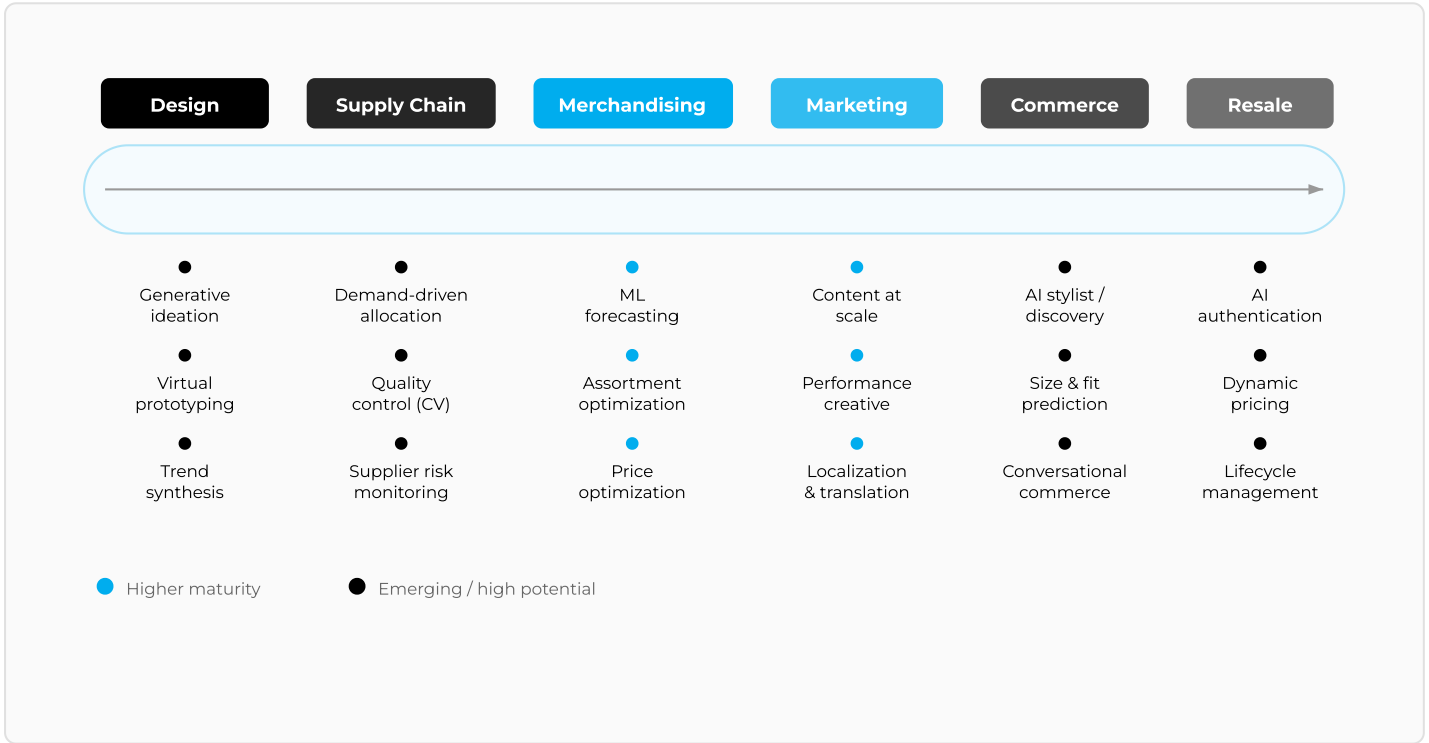 Design
Supply Chain
Merchandising
Marketing
Commerce
Resale
Generative
ideation
Demand-driven
allocation
ML
forecasting
Content at
scale
AI stylist /
discovery
AI
authentication
Virtual
prototyping
Quality
control (CV)
Assortment
optimization
Performance
creative
Size & fit
prediction
Dynamic
pricing
Trend
synthesis
Supplier risk
monitoring
Price
optimization
Localization
& translation
Conversational
commerce
Lifecycle
management
Higher maturity
Emerging / high potential